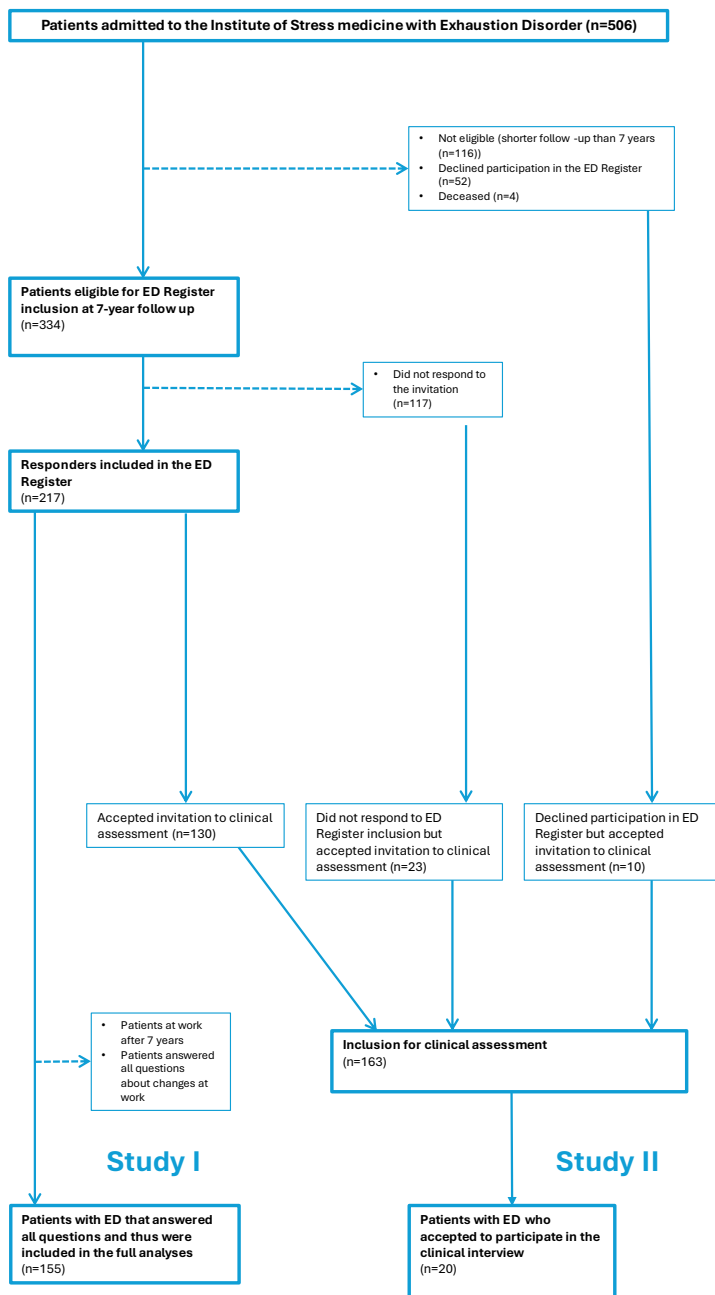 Patients admitted to the Institute of Stress medicine with Exhaustion Disorder (n=506)
• Not eligible (shorter follow -up than 7 years
(n=116))
• Declined participation in the ED Register
(n=52)
• Deceased (n=4)
Patients eligible for ED Register
inclusion at 7-year follow up
(n=334)
• Did not respond to
the invitation
(n=117)
Responders included in the ED
Register
(n=217)
Accepted invitation to clinical
assessment (n=130)
Did not respond to ED
Register inclusion but
accepted invitation to clinical
assessment (n=23)
Declined participation in ED
Register but accepted
invitation to clinical
assessment (n=10)
• Patients at work
after 7 years
• Patients answered
all questions
about changes at
work
Inclusion for clinical assessment
(n=163)
Study I
Study II
Patients with ED that answered
all questions and thus were
included in the full analyses
(n=155)
Patients with ED who
accepted to participate in the
clinical interview
(n=20)